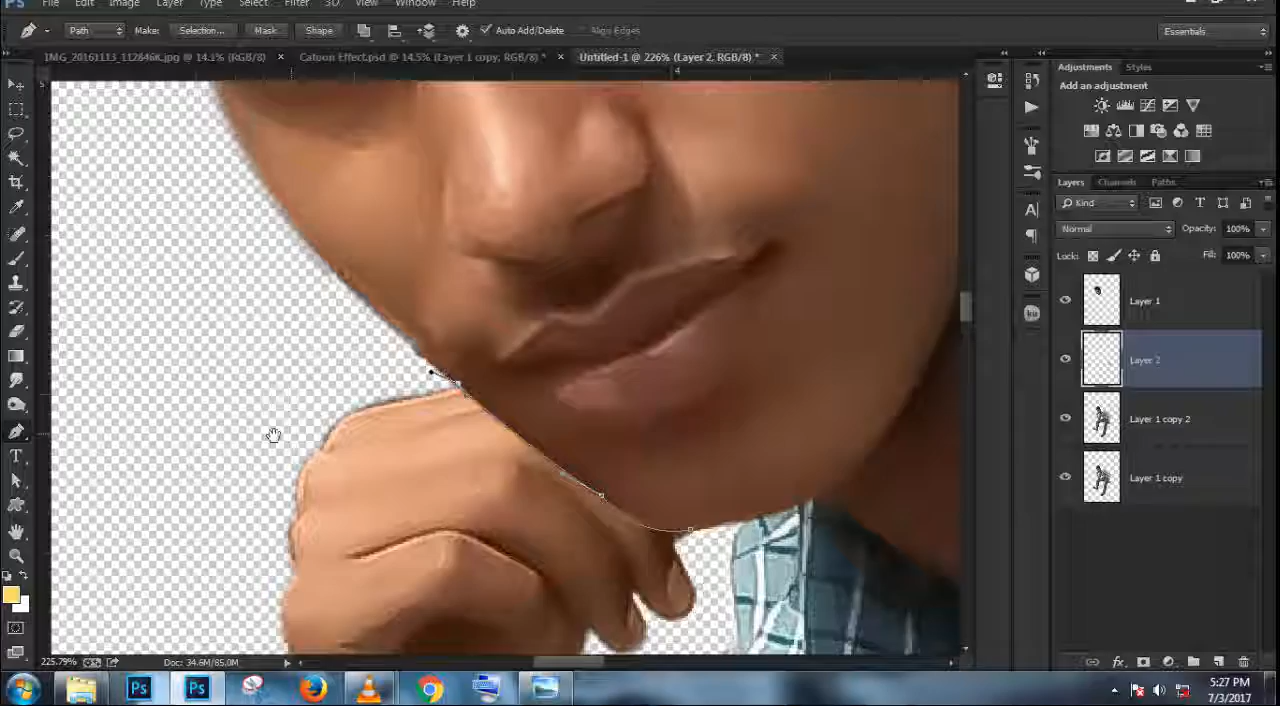 Ps File Edit Image Layer Type Select Filter 3D View Window Help
Path Make: Selection... Mask Shape Auto Add/Delete Align Edges Essentials
IMG_20161113_112846K.jpg @ 14.1% (RGB/8) × Catoon Effect.psd @ 14.5% (Layer 1 copy, RGB/8) * × Untitled-1 @ 226% (Layer 2, RGB/8) * ×
5 4
Adjustments Styles
Add an adjustment
Layers Channels Paths
Kind
Normal Opacity: 100%
Lock: Fill: 100%
Layer 1
Layer 2
Layer 1 copy 2
Layer 1 copy
225.79% Doc: 34.6M/85.0M
5:27 PM
7/3/2017